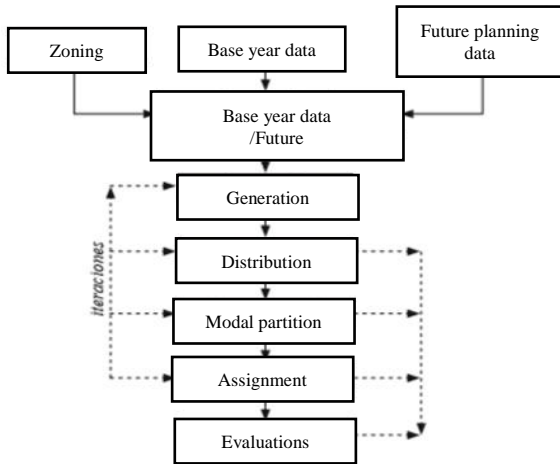 Zoning
Base year data
Future planning
data
Base year data
/Future
Generation
iteraciones
Distribution
Modal partition
Assignment
Evaluations